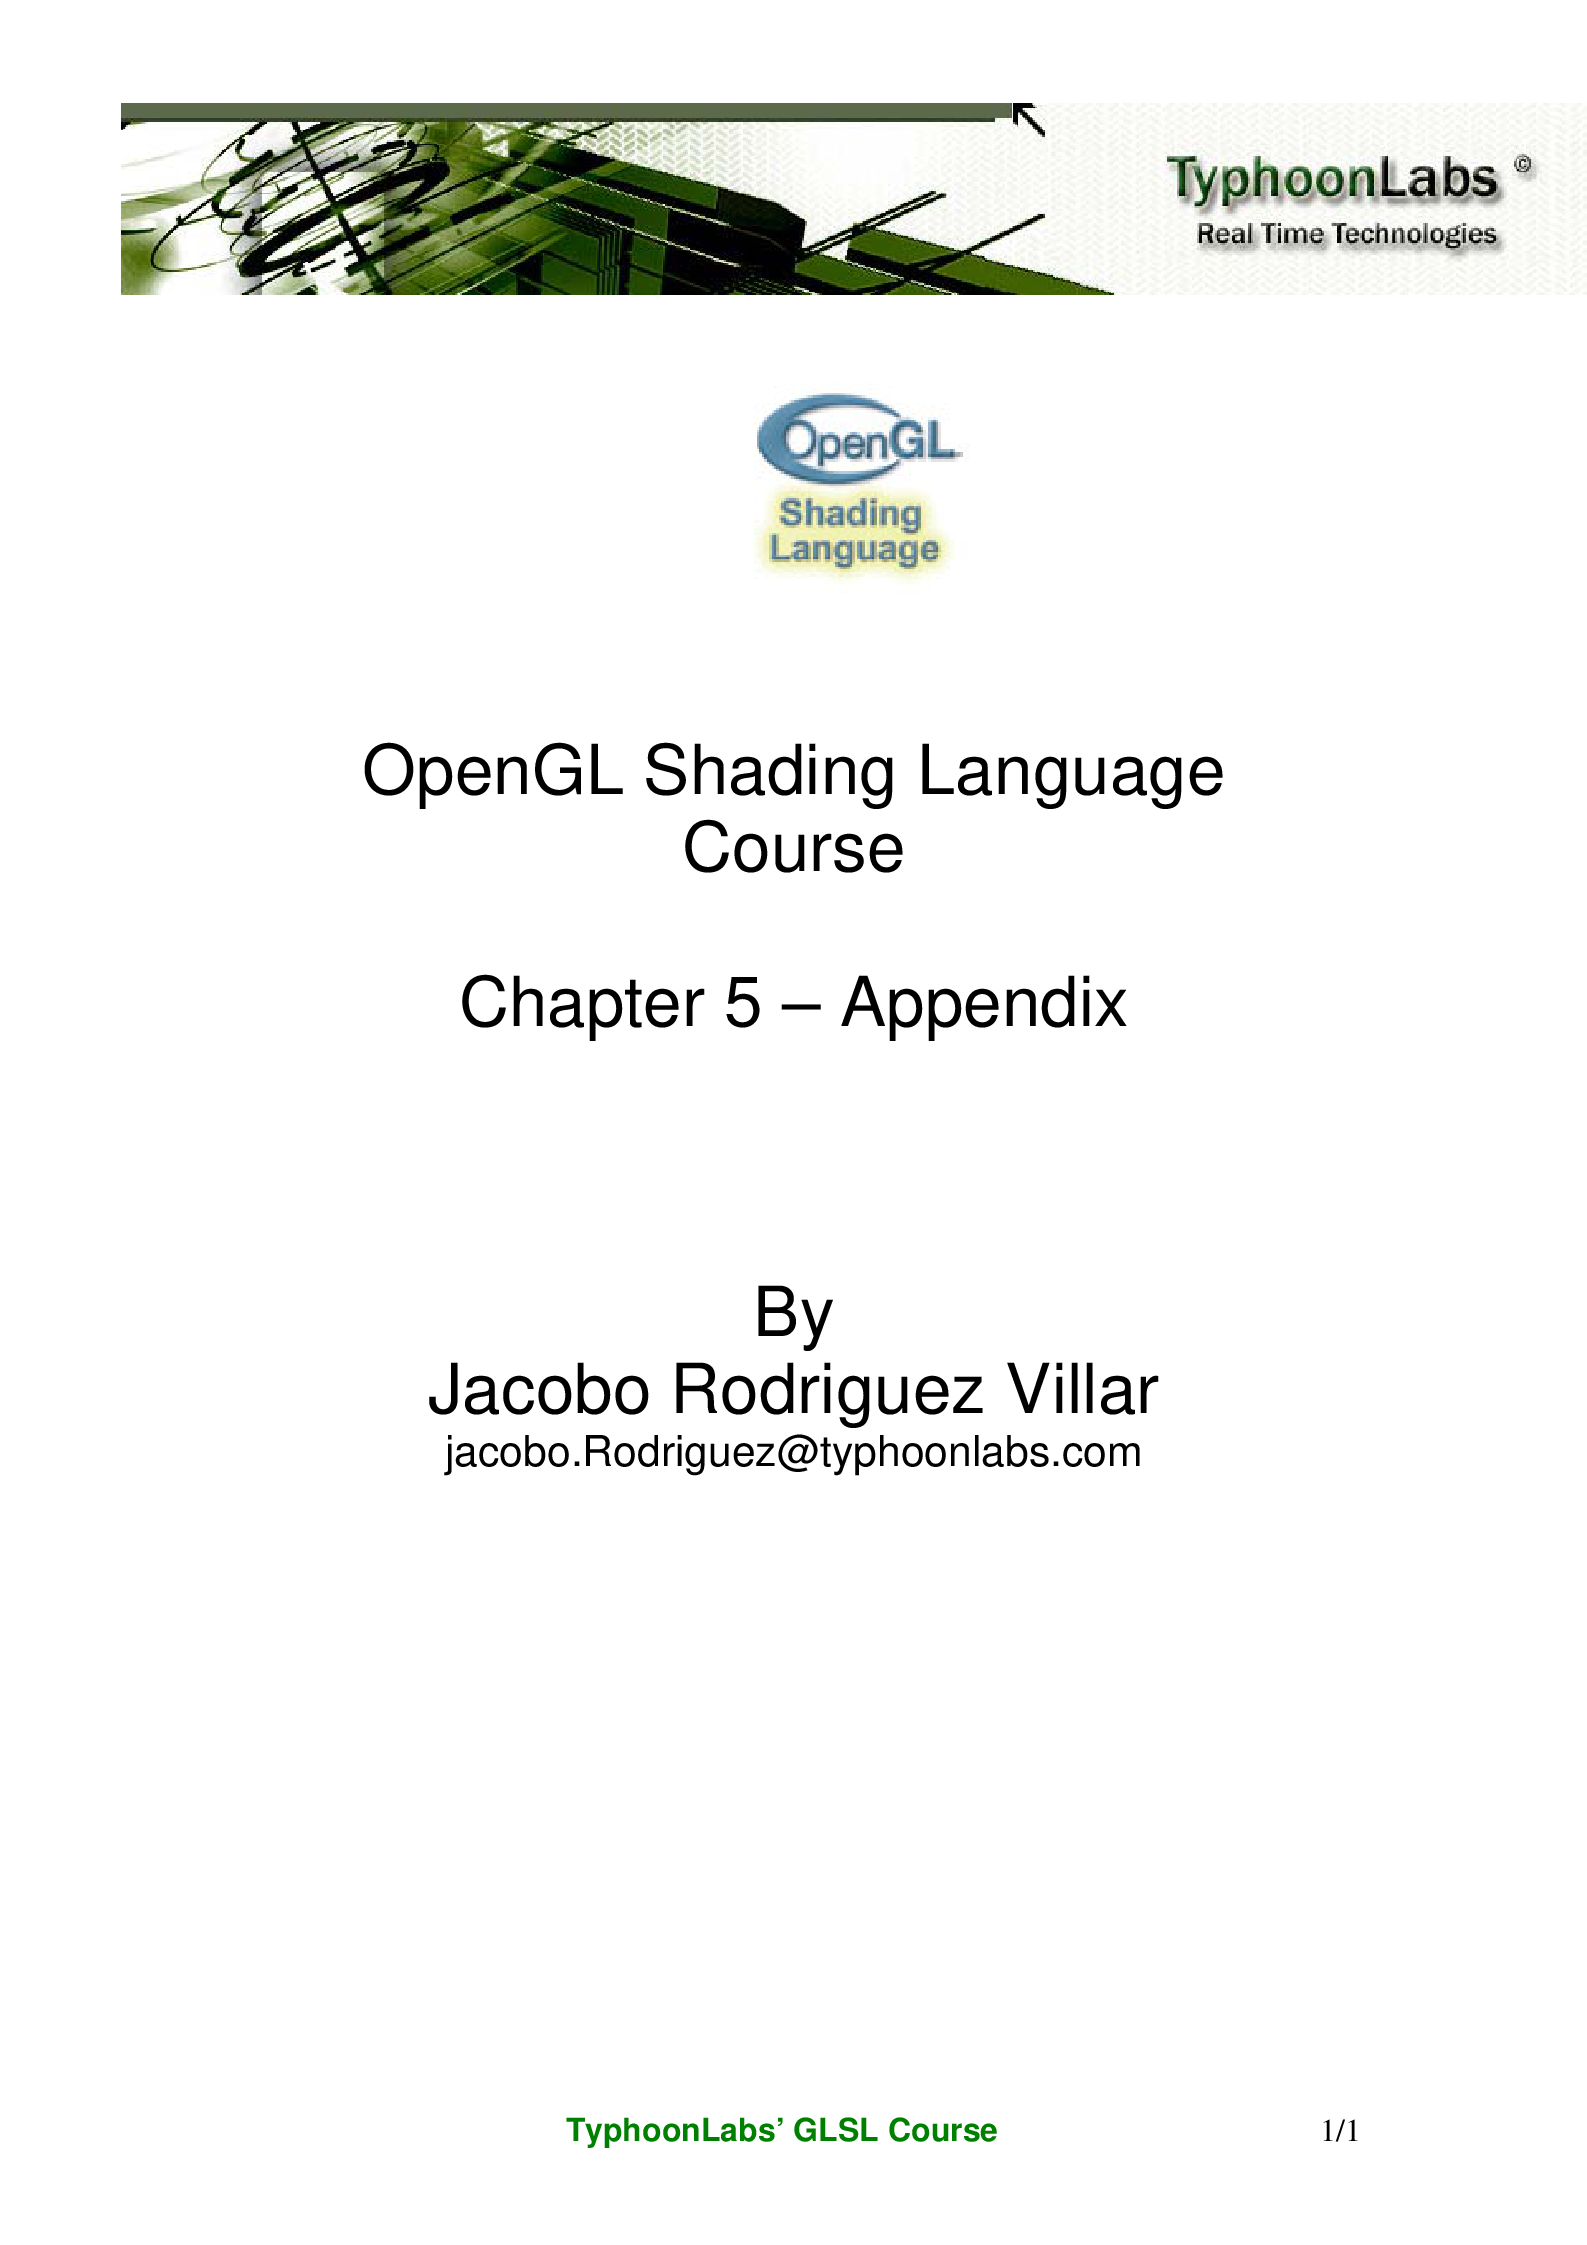 TyphoonLabs ©
Real Time Technologies
OpenGL
Shading
Language
OpenGL Shading Language
Course
Chapter 5 – Appendix
By
Jacobo Rodriguez Villar
jacobo.Rodriguez@typhoonlabs.com
TyphoonLabs’ GLSL Course 1/1